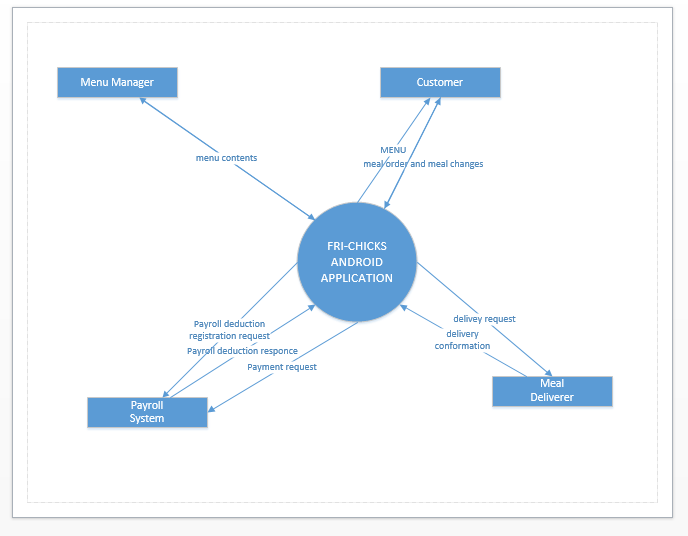 Menu Manager
Customer
menu contents
MENU
meal order and meal changes
FRI-CHICKS
ANDROID
APPLICATION
Payroll deduction
registration request
Payroll deduction responce
Payment request
delivey request
delivery
conformation
Payroll
System
Meal
Deliverer